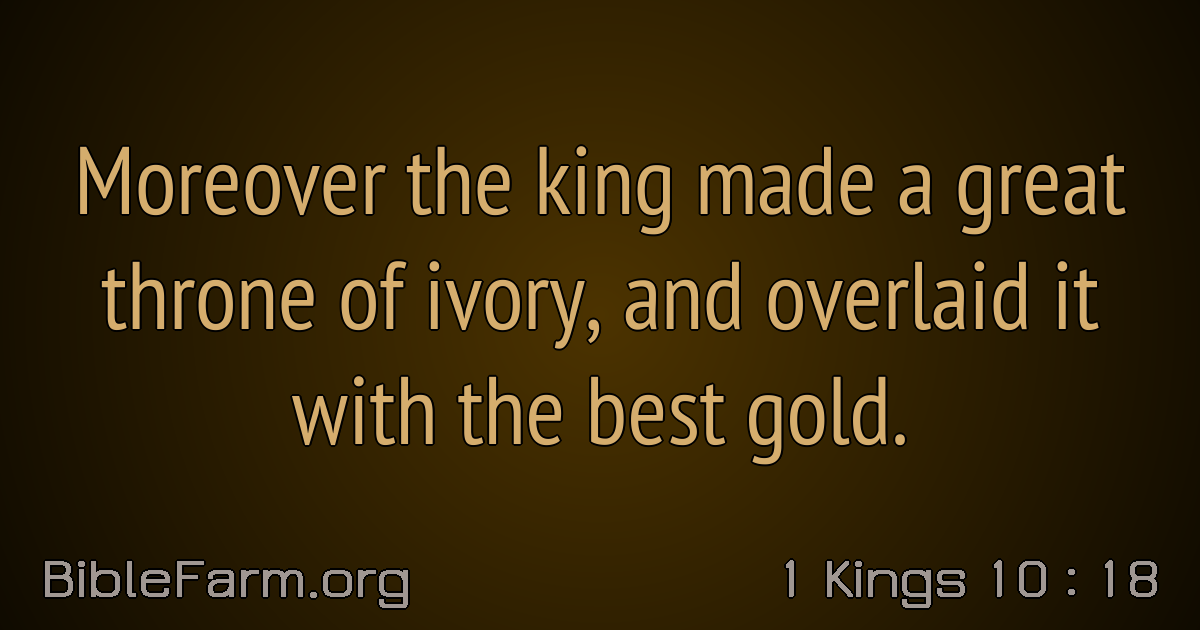 Moreover the king made a great
throne of ivory, and overlaid it
with the best gold.
BibleFarm.org
1 Kings 10 : 18